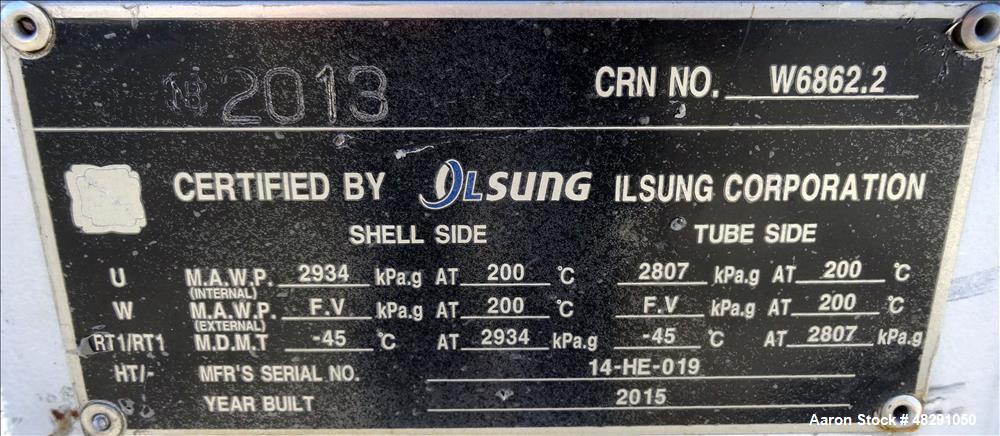 NB 2013 CRN NO. W6862.2
CERTIFIED BY ILSUNG ILSUNG CORPORATION
SHELL SIDE TUBE SIDE
U M.A.W.P. (INTERNAL) 2934 kPa.g AT 200 °C 2807 kPa.g AT 200 °C
W M.A.W.P. (EXTERNAL) F.V kPa.g AT 200 °C F.V kPa.g AT 200 °C
RT1/RT1 M.D.M.T -45 °C AT 2934 kPa.g -45 °C AT 2807 kPa.g
HT/- MFR'S SERIAL NO. 14-HE-019
YEAR BUILT 2015
Aaron Stock # 48291050